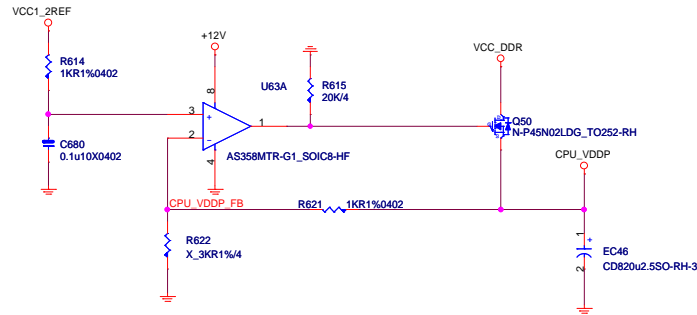 VCC1_2REF
+12V
VCC_DDR
R614
1KR1%0402
U63A
R615
20K/4
8
3
+
1
2
-
4
Q50
N-P45N02LDG_TO252-RH
C680
0.1u10X0402
AS358MTR-G1_SOIC8-HF
CPU_VDDP
CPU_VDDP_FB
R621
1KR1%0402
R622
X_3KR1%/4
1
+
2
EC46
CD820u2.5SO-RH-3